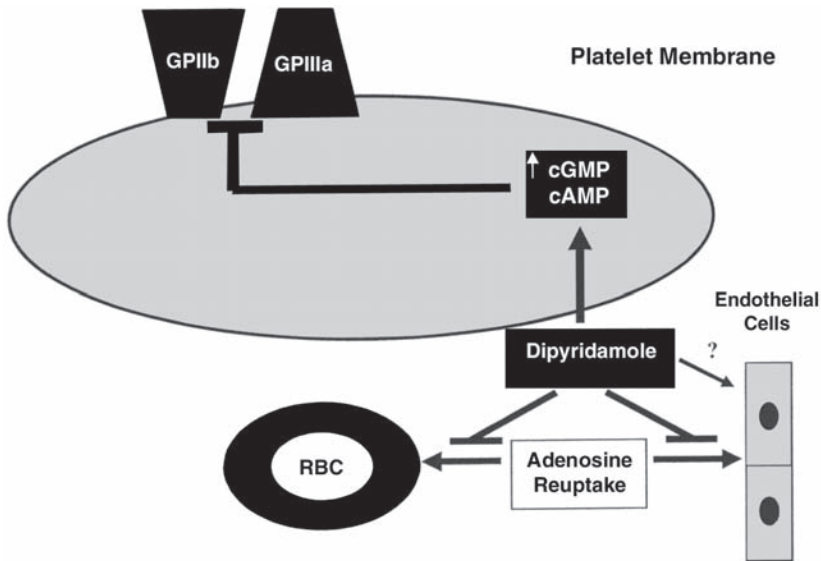 GPIIb
GPIIIa
Platelet Membrane
cGMP
cAMP
Endothelial
Cells
Dipyridamole
?
RBC
Adenosine
Reuptake